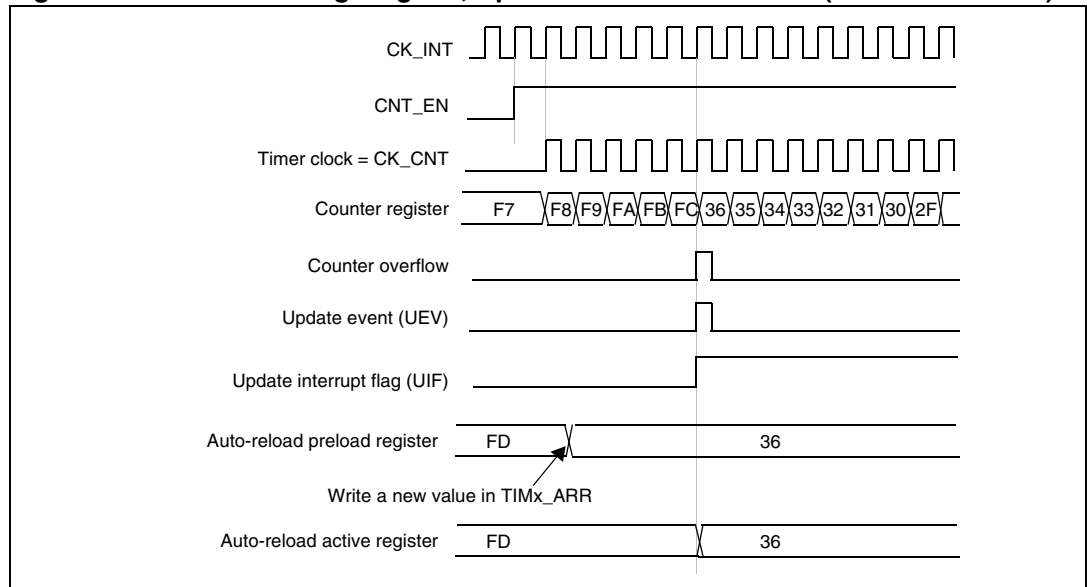 CK_INT
CNT_EN
Timer clock = CK_CNT
Counter register F7 F8 F9 FA FB FC 36 35 34 33 32 31 30 2F
Counter overflow
Update event (UEV)
Update interrupt flag (UIF)
Auto-reload preload register FD 36
Write a new value in TIMx_ARR
Auto-reload active register FD 36